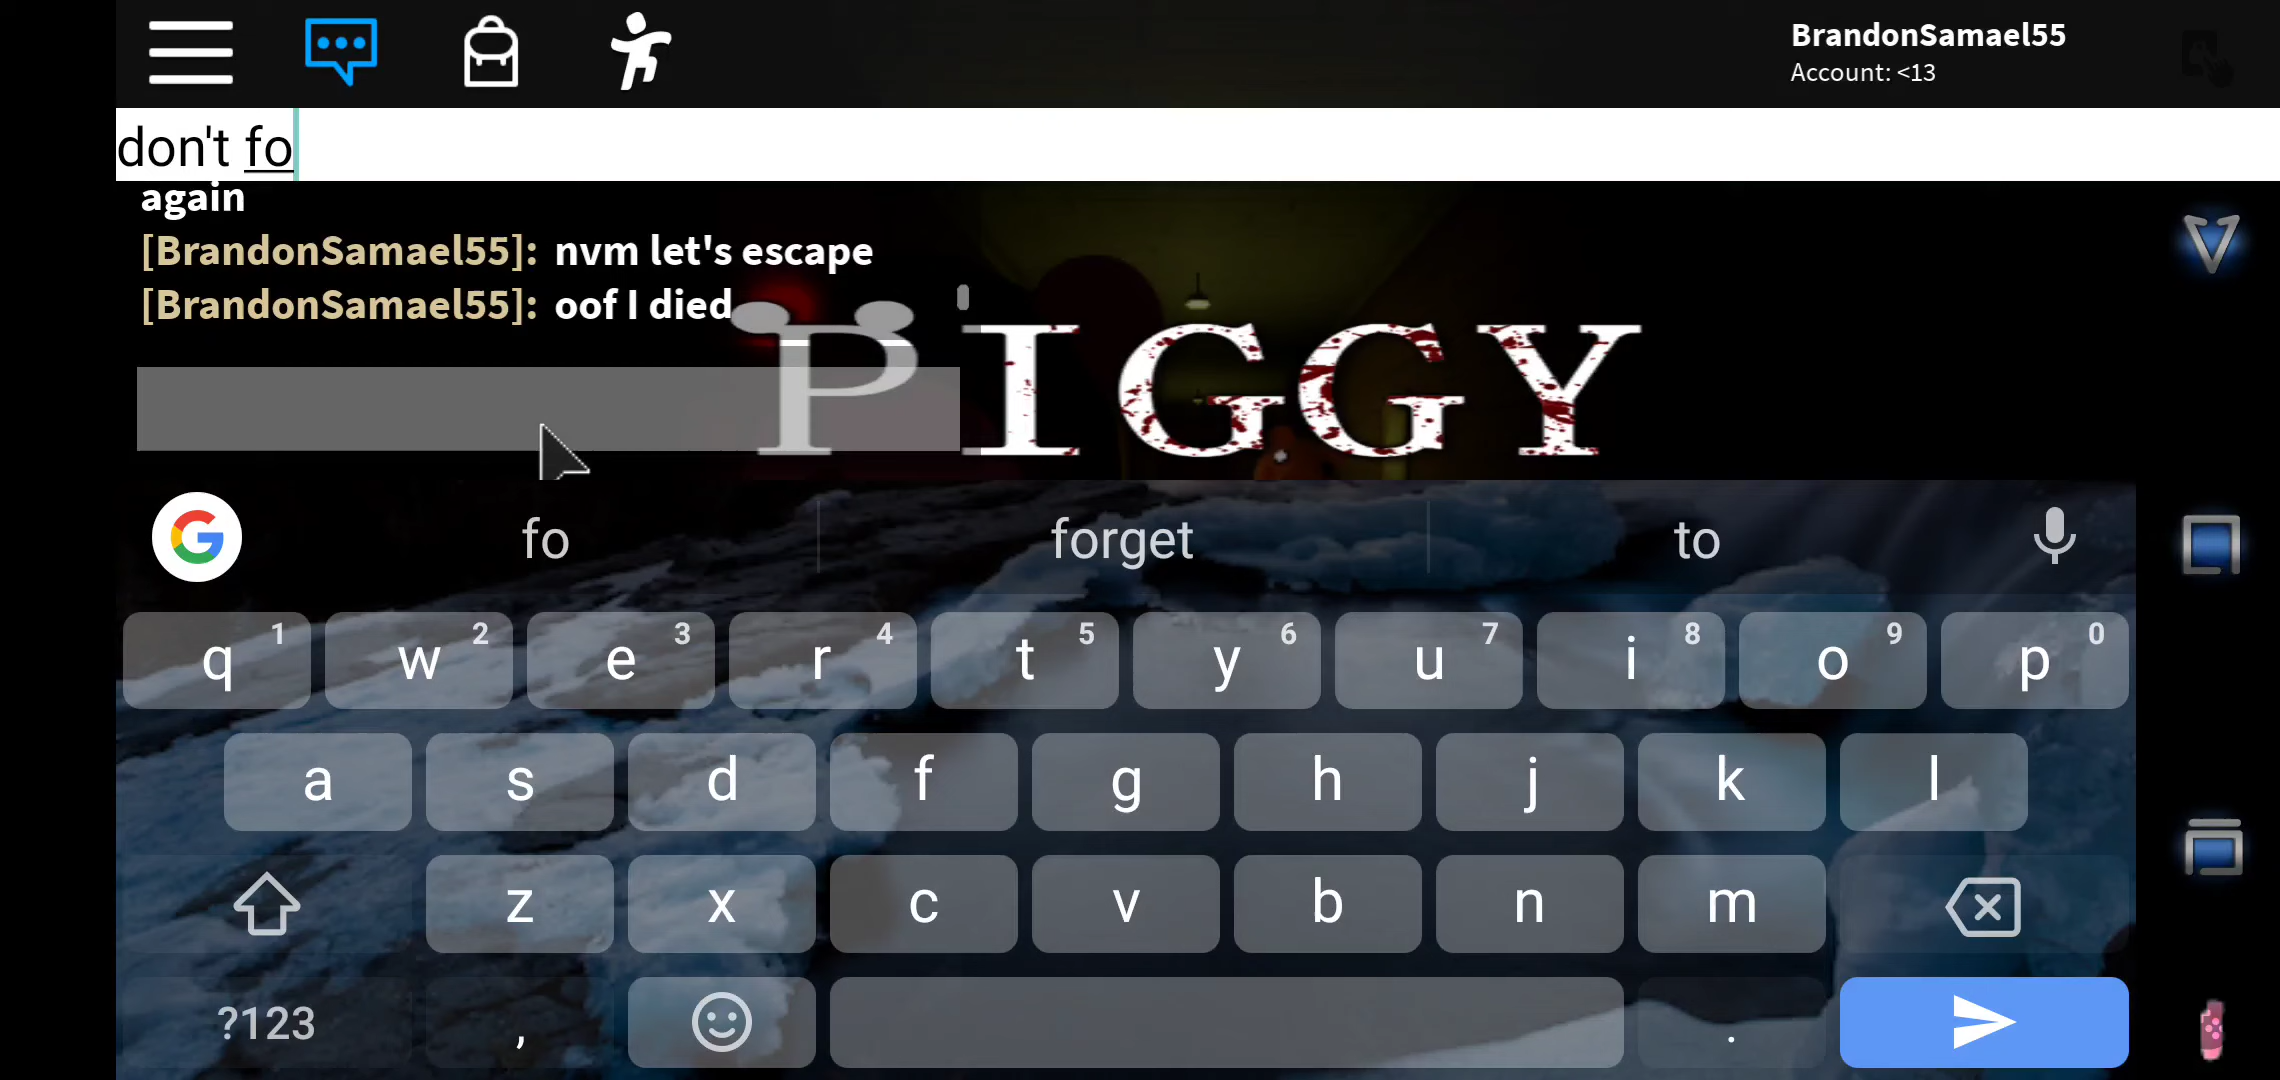 BrandonSamael55
Account: <13
don't fo
again
[BrandonSamael55]: nvm let's escape
[BrandonSamael55]: oof I died
PIGGY
G fo forget to
q 1 w 2 e 3 r 4 t 5 y 6 u 7 i 8 o 9 p 0
a s d f g h j k l
z x c v b n m
?123 , .